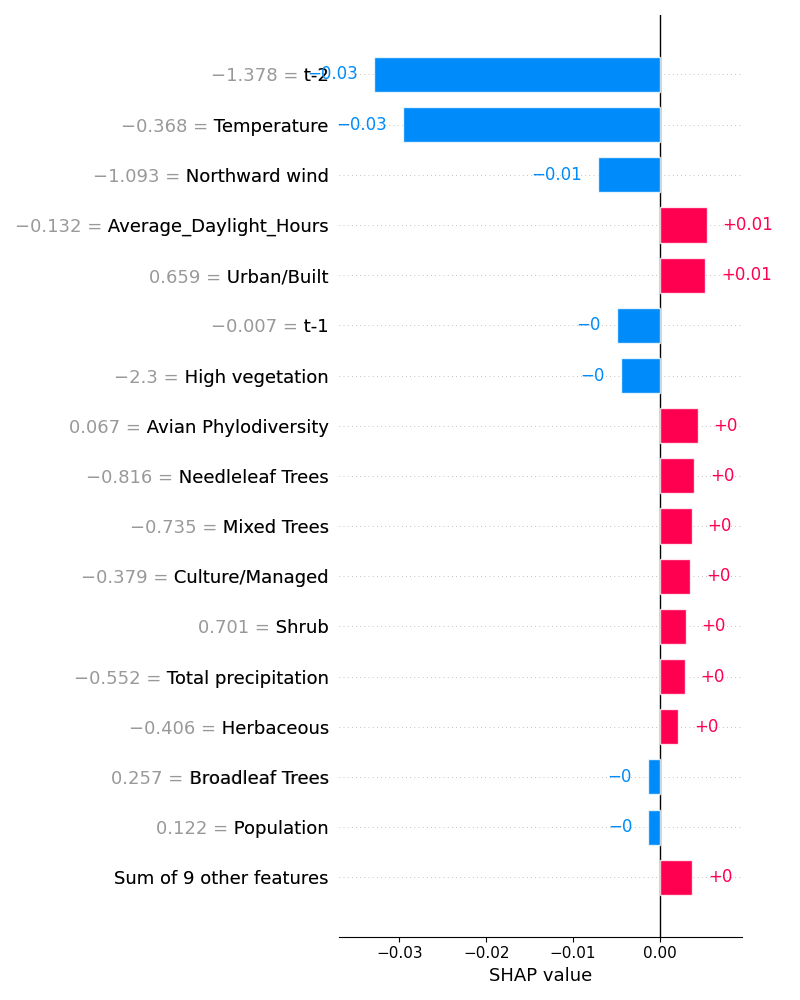 −1.378 = t-2 −0.03
−0.368 = Temperature −0.03
−1.093 = Northward wind −0.01
−0.132 = Average_Daylight_Hours +0.01
0.659 = Urban/Built +0.01
−0.007 = t-1 −0
−2.3 = High vegetation −0
0.067 = Avian Phylodiversity +0
−0.816 = Needleleaf Trees +0
−0.735 = Mixed Trees +0
−0.379 = Culture/Managed +0
0.701 = Shrub +0
−0.552 = Total precipitation +0
−0.406 = Herbaceous +0
0.257 = Broadleaf Trees −0
0.122 = Population −0
Sum of 9 other features +0
−0.03 −0.02 −0.01 0.00
SHAP value